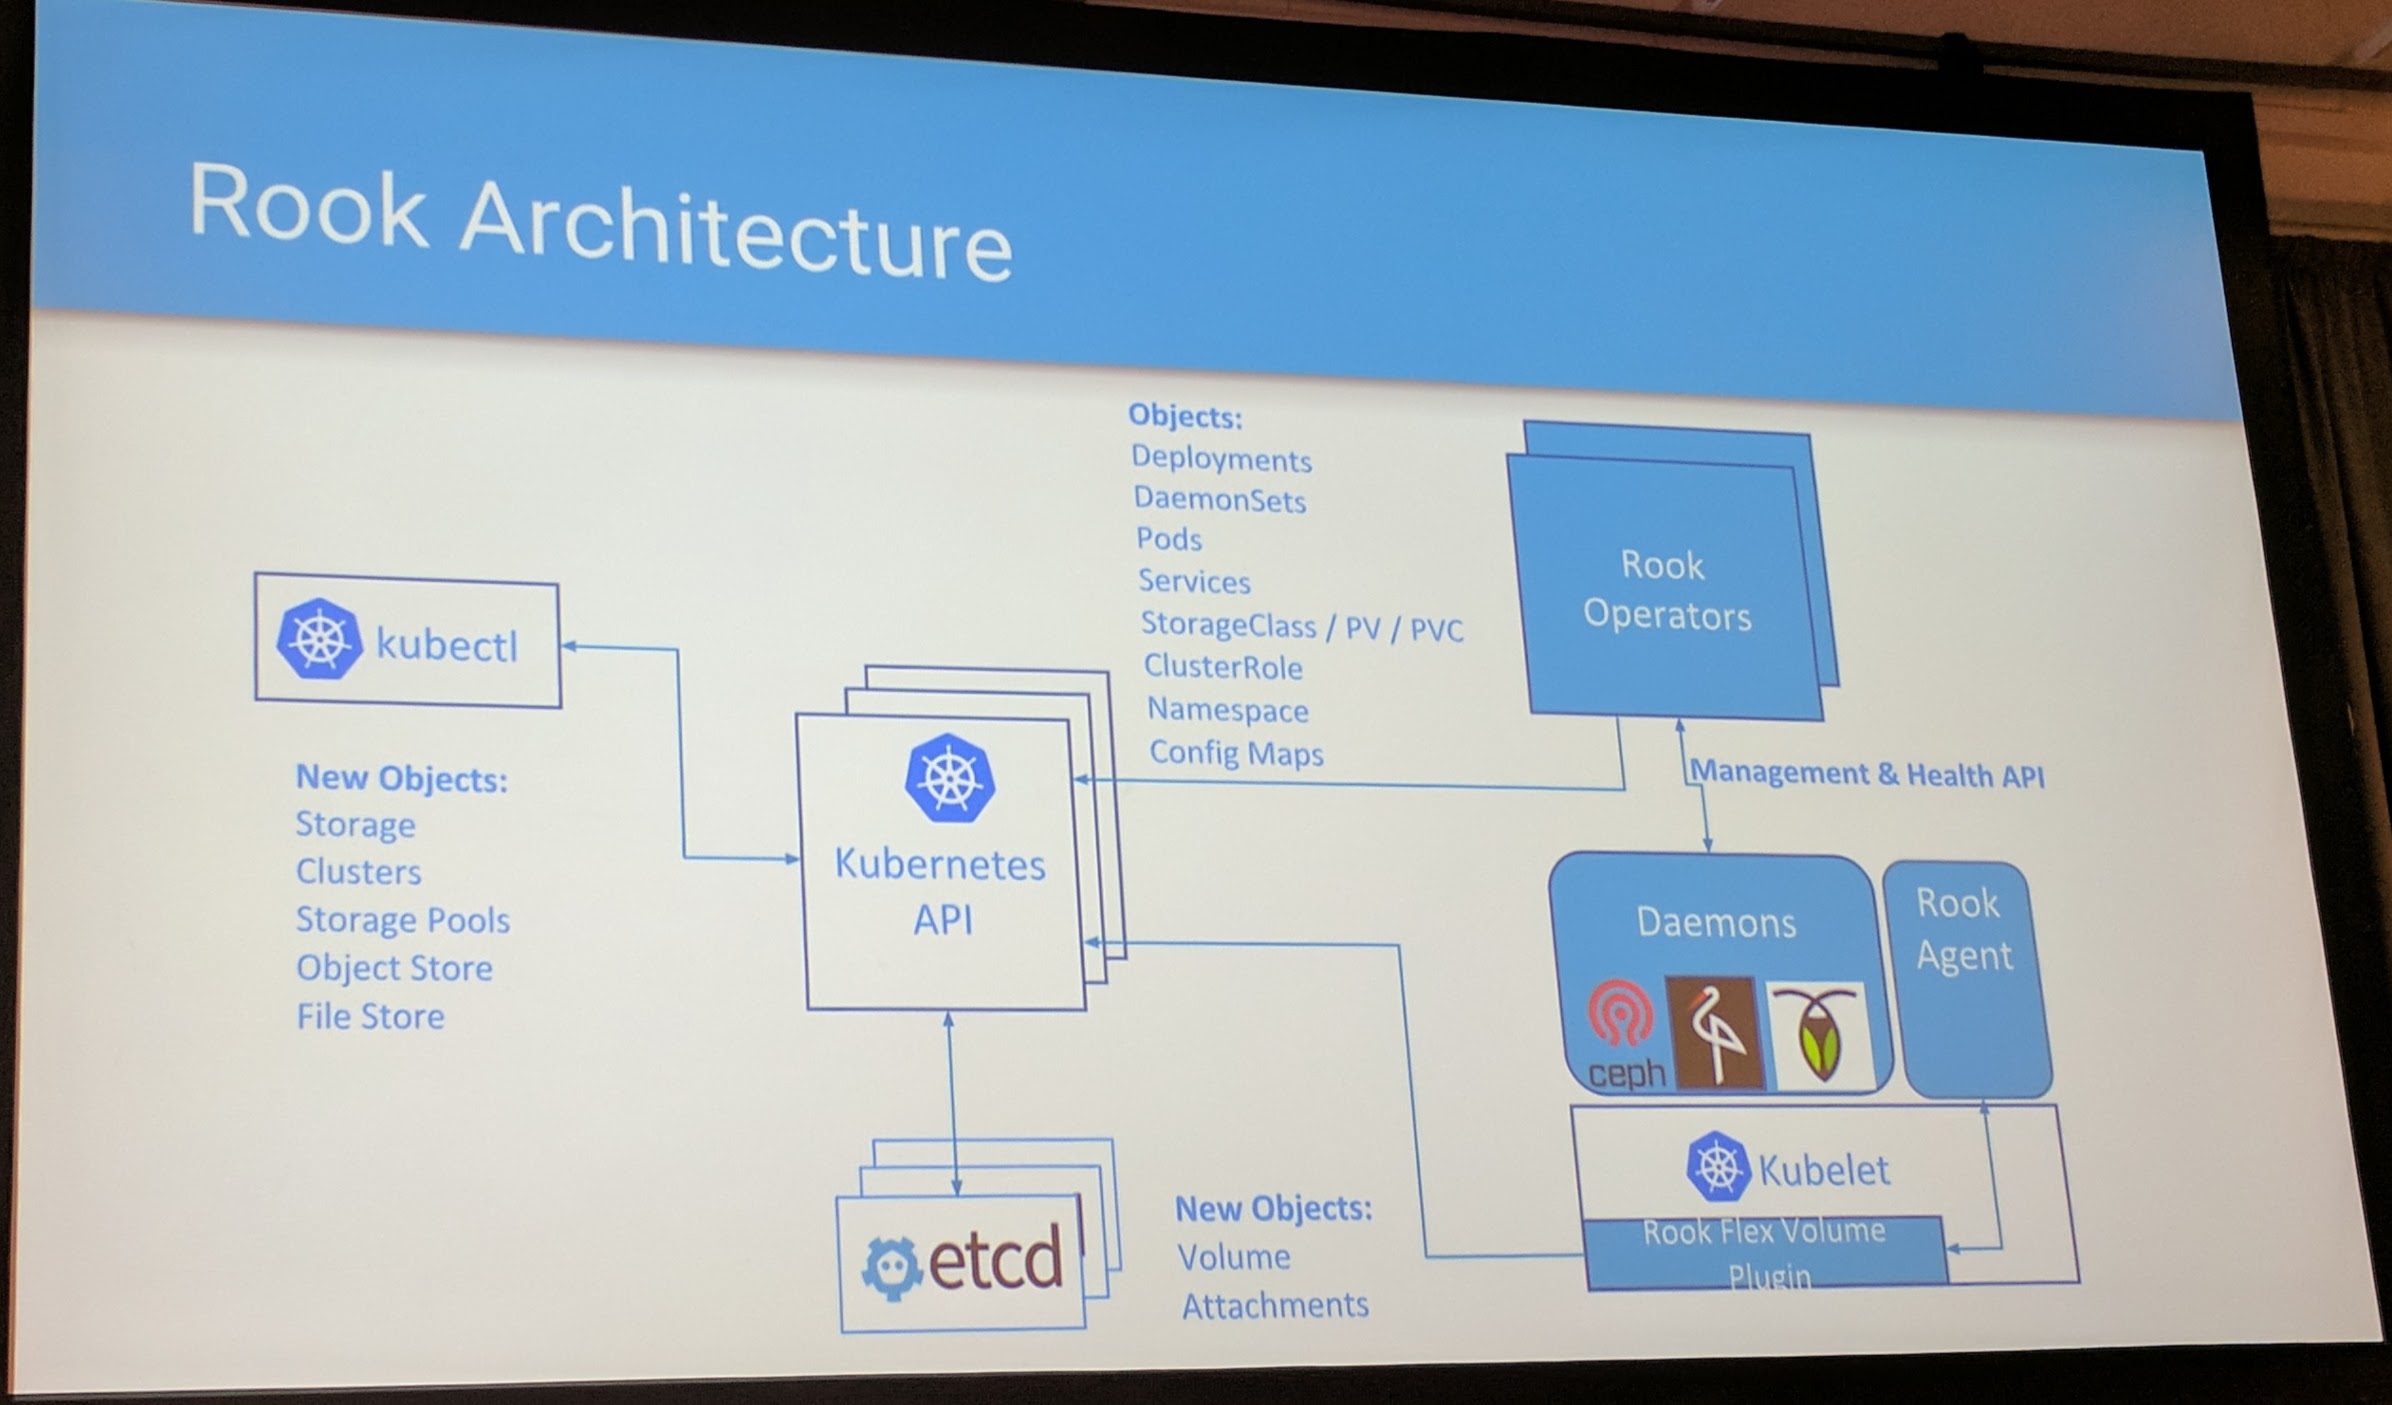 Rook Architecture
Objects:
Deployments
DaemonSets
Pods
Services
StorageClass / PV / PVC
ClusterRole
Namespace
Config Maps
Rook
Operators
kubectl
New Objects:
Storage
Clusters
Storage Pools
Object Store
File Store
Kubernetes
API
Management & Health API
Daemons
ceph
Rook
Agent
Kubelet
Rook Flex Volume
Plugin
etcd
New Objects:
Volume
Attachments